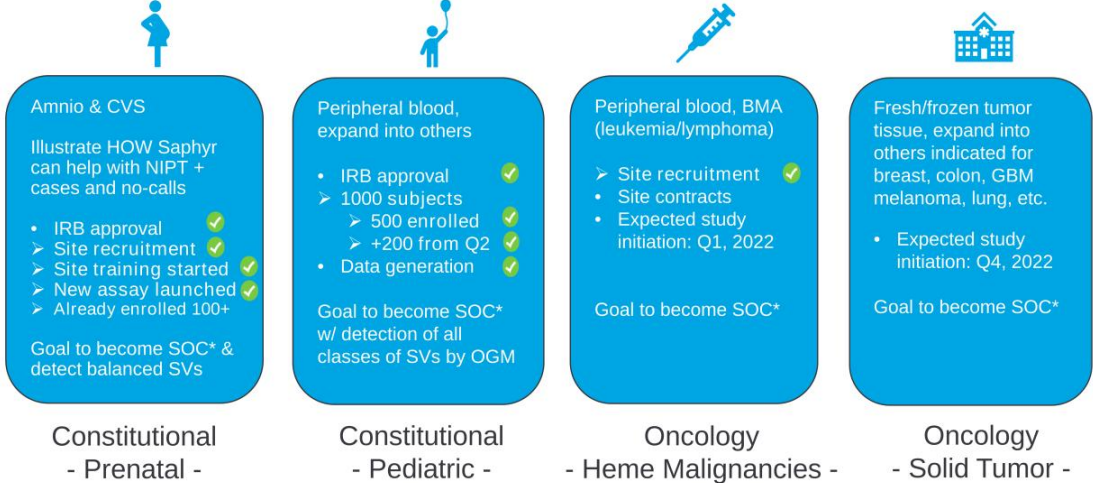 Amnio & CVS
Illustrate HOW Saphyr
can help with NIPT +
cases and no-calls
• IRB approval
➢ Site recruitment
➢ Site training started
➢ New assay launched
➢ Already enrolled 100+
Goal to become SOC* &
detect balanced SVs
Constitutional
- Prenatal -
Peripheral blood,
expand into others
• IRB approval
➢ 1000 subjects
➢ 500 enrolled
➢ +200 from Q2
• Data generation
Goal to become SOC*
w/ detection of all
classes of SVs by OGM
Constitutional
- Pediatric -
Peripheral blood, BMA
(leukemia/lymphoma)
➢ Site recruitment
• Site contracts
• Expected study
initiation: Q1, 2022
Goal to become SOC*
Oncology
- Heme Malignancies -
Fresh/frozen tumor
tissue, expand into
others indicated for
breast, colon, GBM
melanoma, lung, etc.
• Expected study
initiation: Q4, 2022
Goal to become SOC*
Oncology
- Solid Tumor -